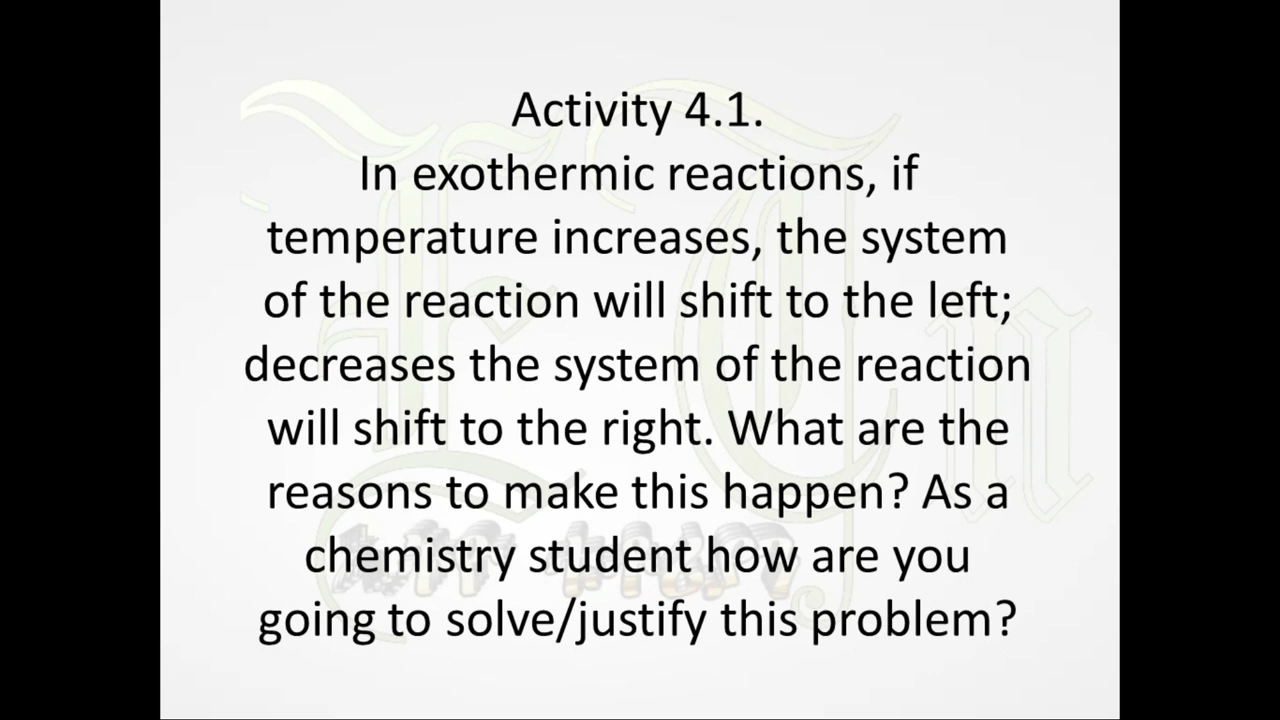 Activity 4.1.
In exothermic reactions, if
temperature increases, the system
of the reaction will shift to the left;
decreases the system of the reaction
will shift to the right. What are the
reasons to make this happen? As a
chemistry student how are you
going to solve/justify this problem?